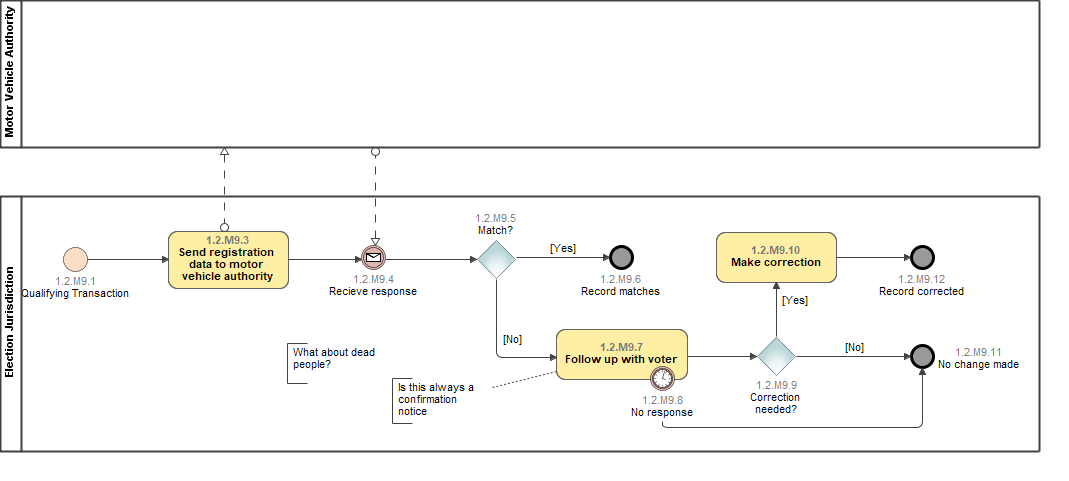 Motor Vehicle Authority
Election Jurisdiction
1.2.M9.1
Qualifying Transaction
1.2.M9.3
Send registration
data to motor
vehicle authority
1.2.M9.4
Recieve response
1.2.M9.5
Match?
[Yes]
1.2.M9.6
Record matches
[No]
1.2.M9.7
Follow up with voter
1.2.M9.8
No response
1.2.M9.9
Correction
needed?
[Yes]
1.2.M9.10
Make correction
1.2.M9.12
Record corrected
[No]
1.2.M9.11
No change made
What about dead
people?
Is this always a
confirmation
notice